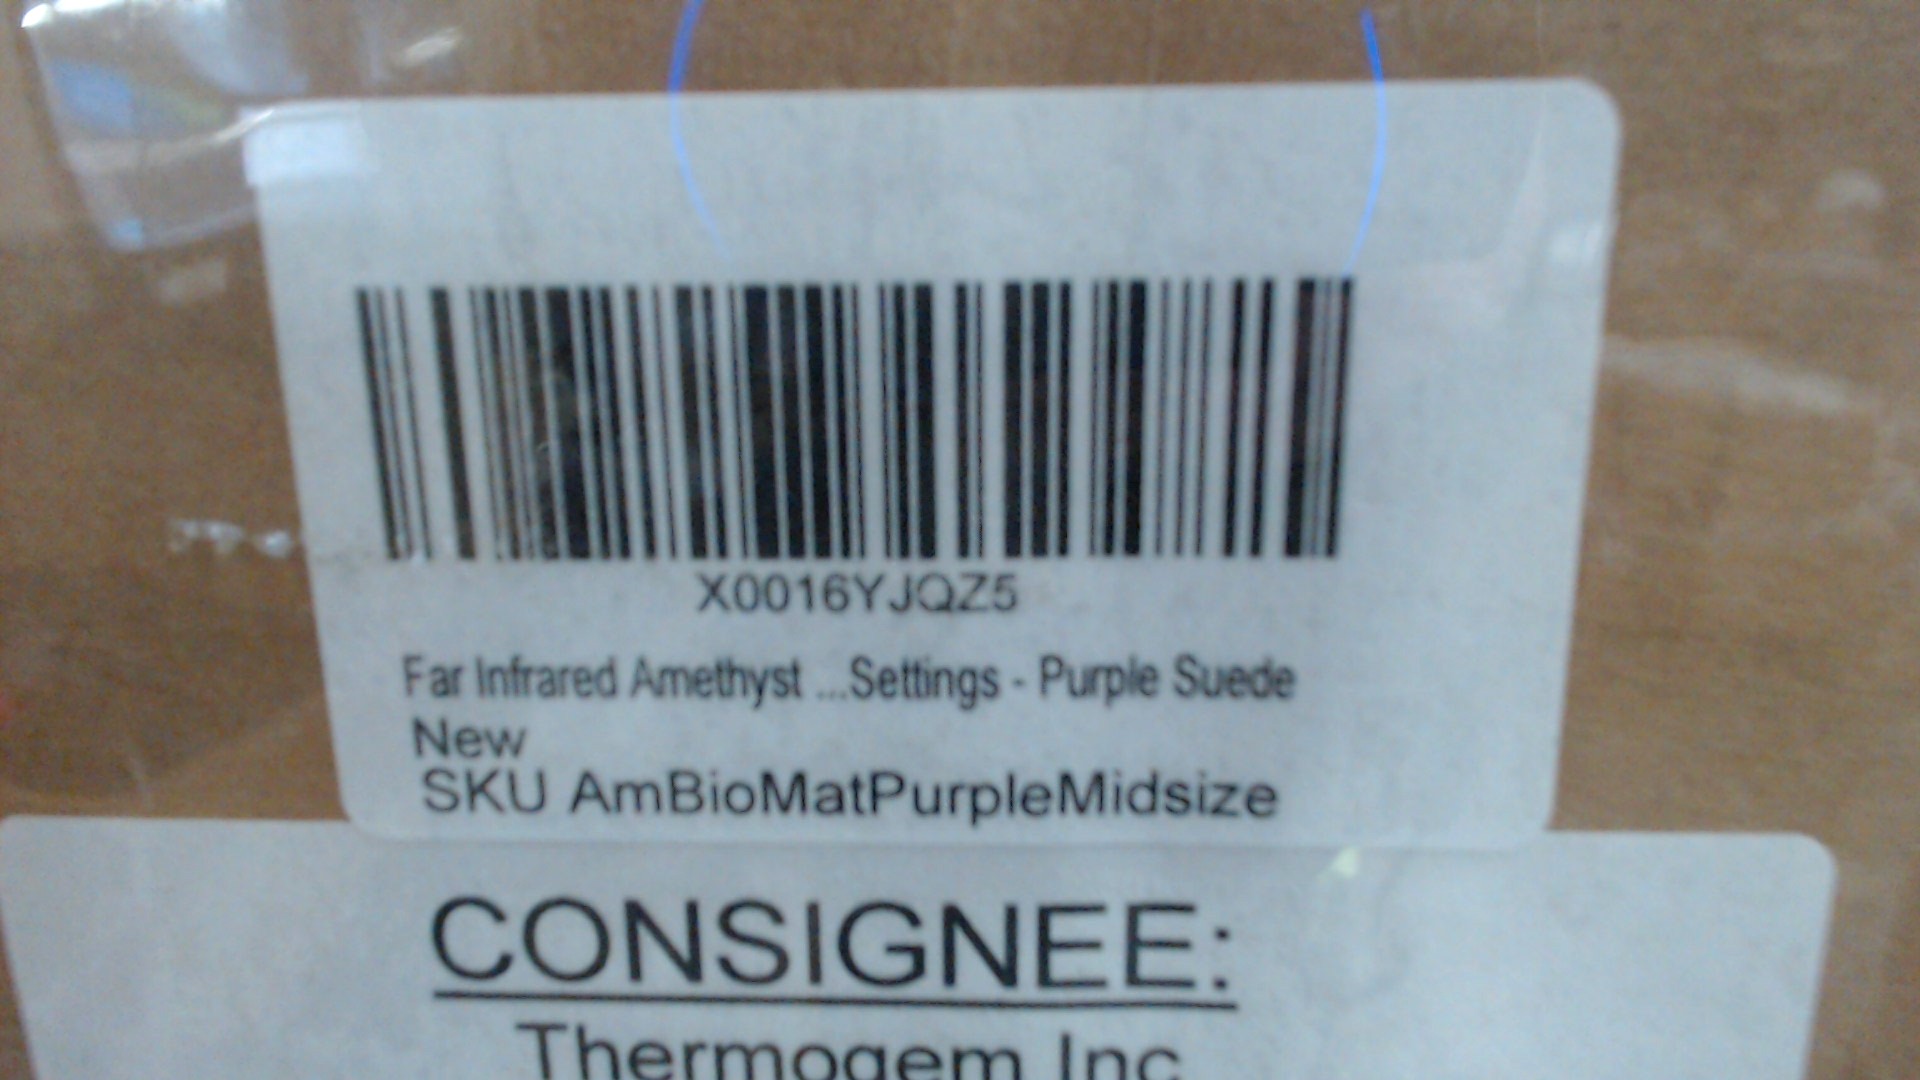 X0016YJQZ5
Far Infrared Amethyst ...Settings - Purple Suede
New
SKU AmBioMatPurpleMidsize
CONSIGNEE:
Thermogem Inc